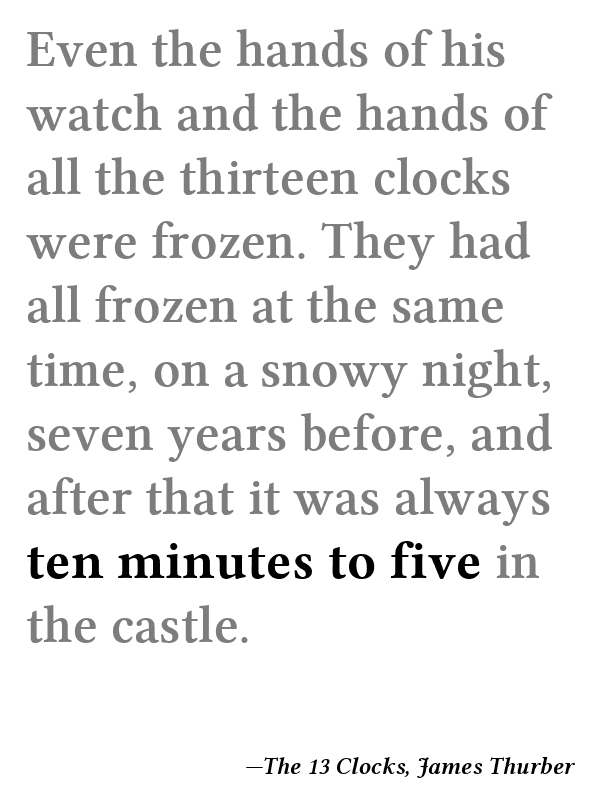 Even the hands of his
watch and the hands of
all the thirteen clocks
were frozen. They had
all frozen at the same
time, on a snowy night,
seven years before, and
after that it was always
ten minutes to five in
the castle.
—The 13 Clocks, James Thurber